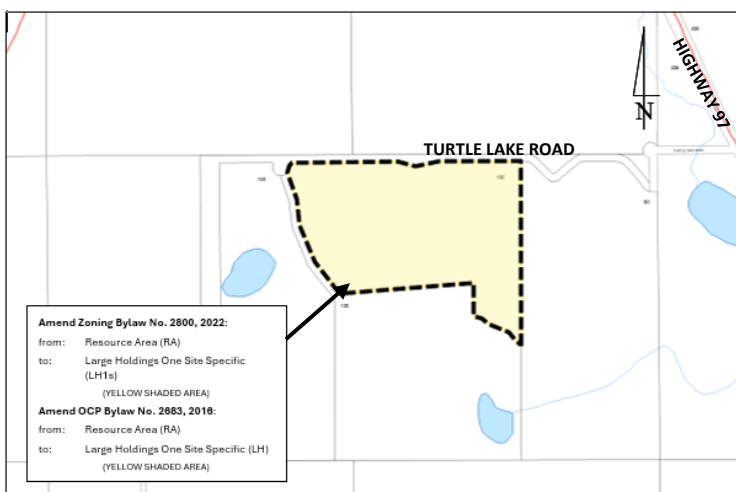 HIGHWAY 97
N
TURTLE LAKE ROAD
Amend Zoning Bylaw No. 2800, 2022:
from: Resource Area (RA)
to: Large Holdings One Site Specific
(LH1s)
(YELLOW SHADED AREA)
Amend OCP Bylaw No. 2683, 2016:
from: Resource Area (RA)
to: Large Holdings One Site Specific (LH)
(YELLOW SHADED AREA)